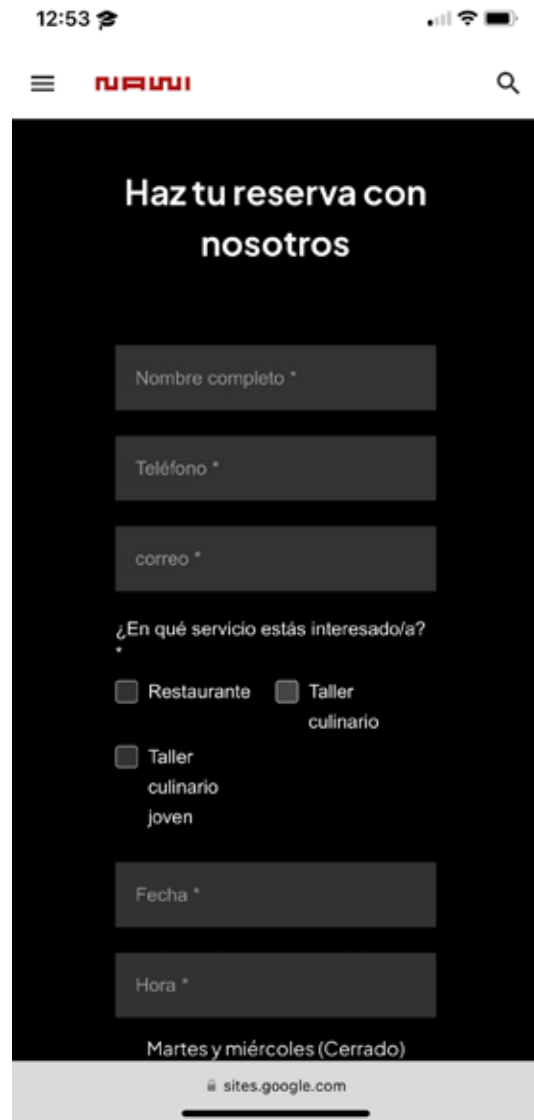 12:53
NAWI
Haz tu reserva con
nosotros
Nombre completo *
Teléfono *
correo *
¿En qué servicio estás interesado/a?
*
Restaurante Taller
culinario
Taller
culinario
joven
Fecha *
Hora *
Martes y miércoles (Cerrado)
sites.google.com